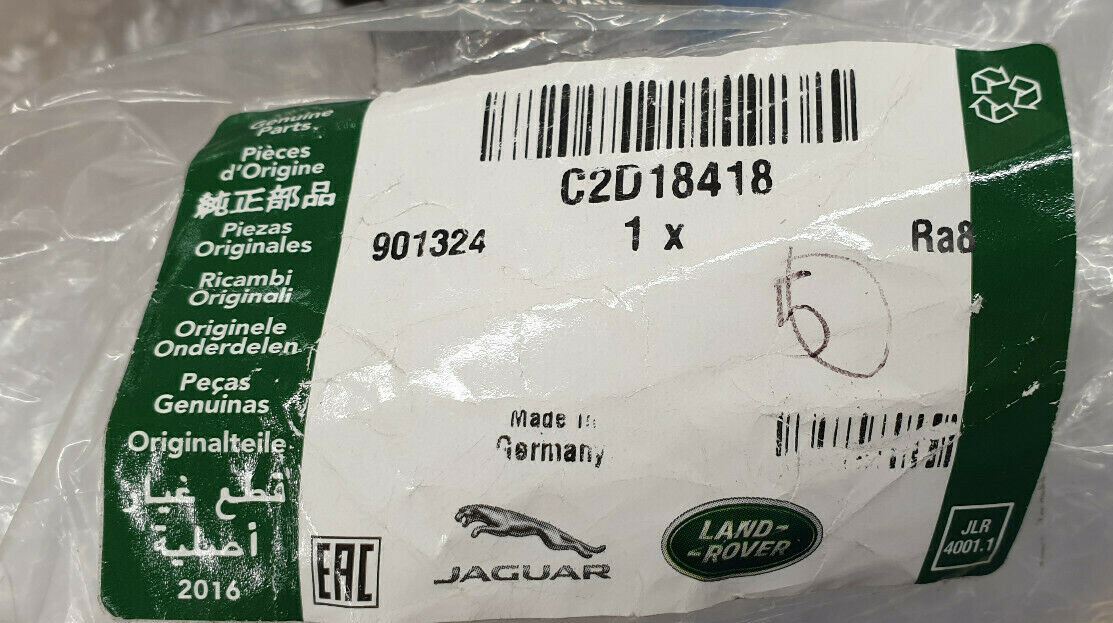 Genuine
Parts
Pièces
d'Origine
純正部品
Piezas
Originales
Ricambi
Originali
Originele
Onderdelen
Peças
Genuinas
Originalteile
قطع غيار
أصلية
2016
C2D18418
901324 1 x Ra8
5
Made in
Germany
EAC
JAGUAR
LAND-
-ROVER
JLR
4001.1